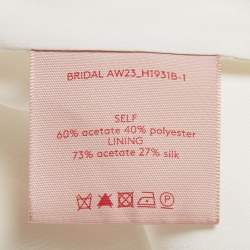 BRIDAL AW23_H1931B-1
SELF
60% acetate 40% polyester
LINING
73% acetate 27% silk
P